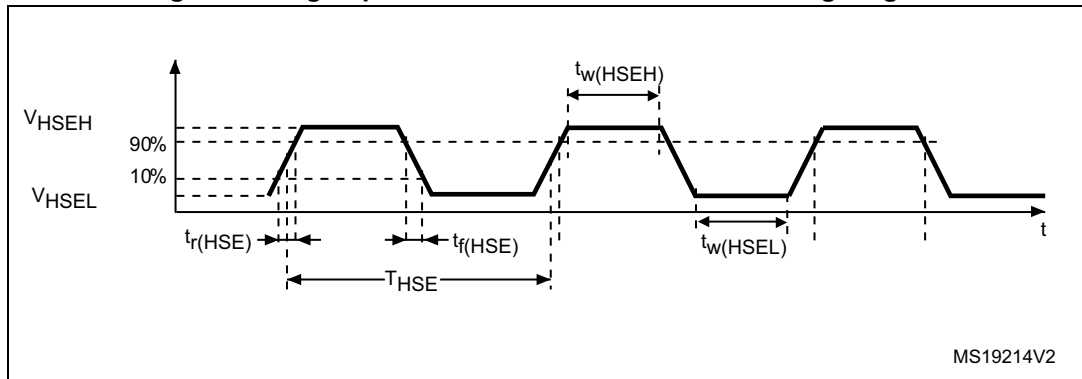 tw(HSEH)
VHSEH
90%
10%
VHSEL
tr(HSE)
tf(HSE)
tw(HSEL)
t
THSE
MS19214V2